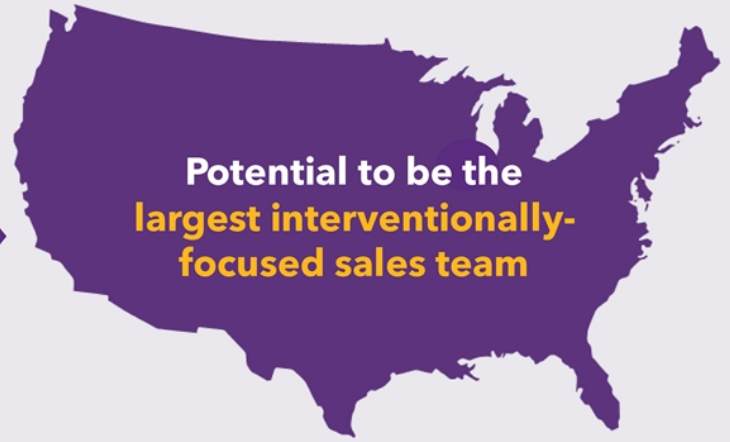 Potential to be the
largest interventionally-
focused sales team